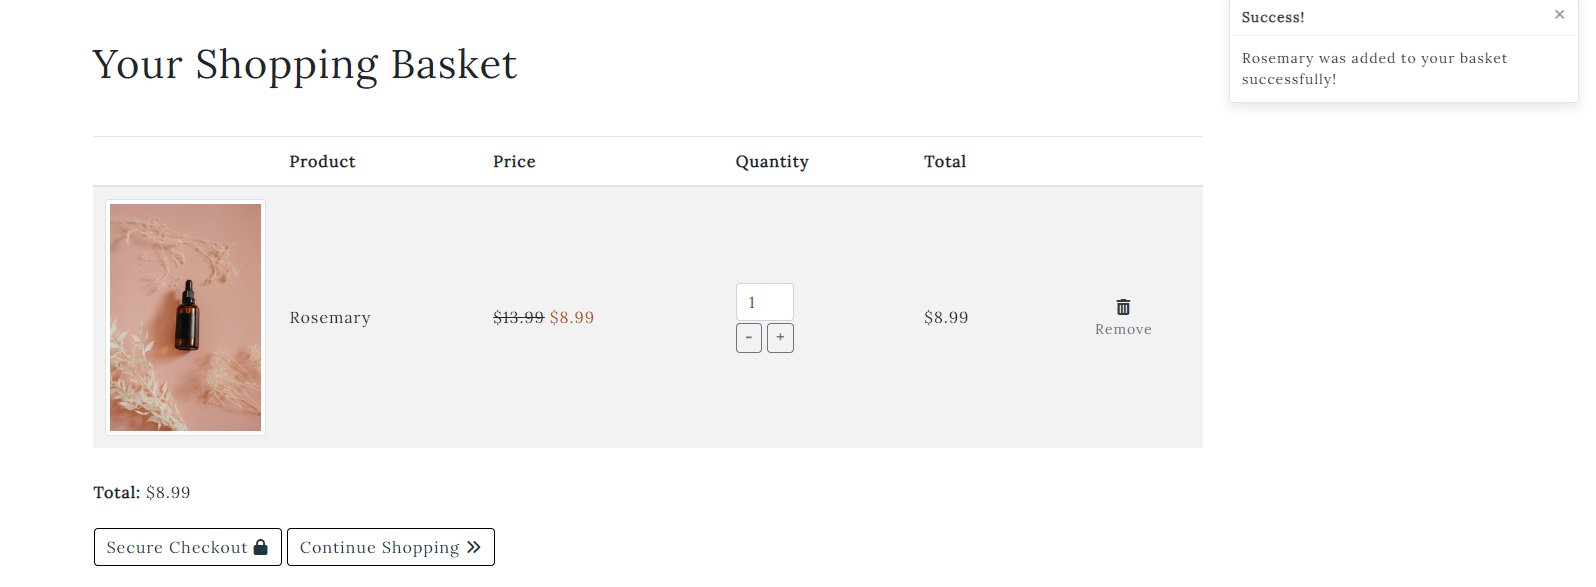 Success!
×
Rosemary was added to your basket
successfully!
Your Shopping Basket
Product Price Quantity Total
Rosemary $13.99 $8.99 1 $8.99
- +
Remove
Total: $8.99
Secure Checkout Continue Shopping »